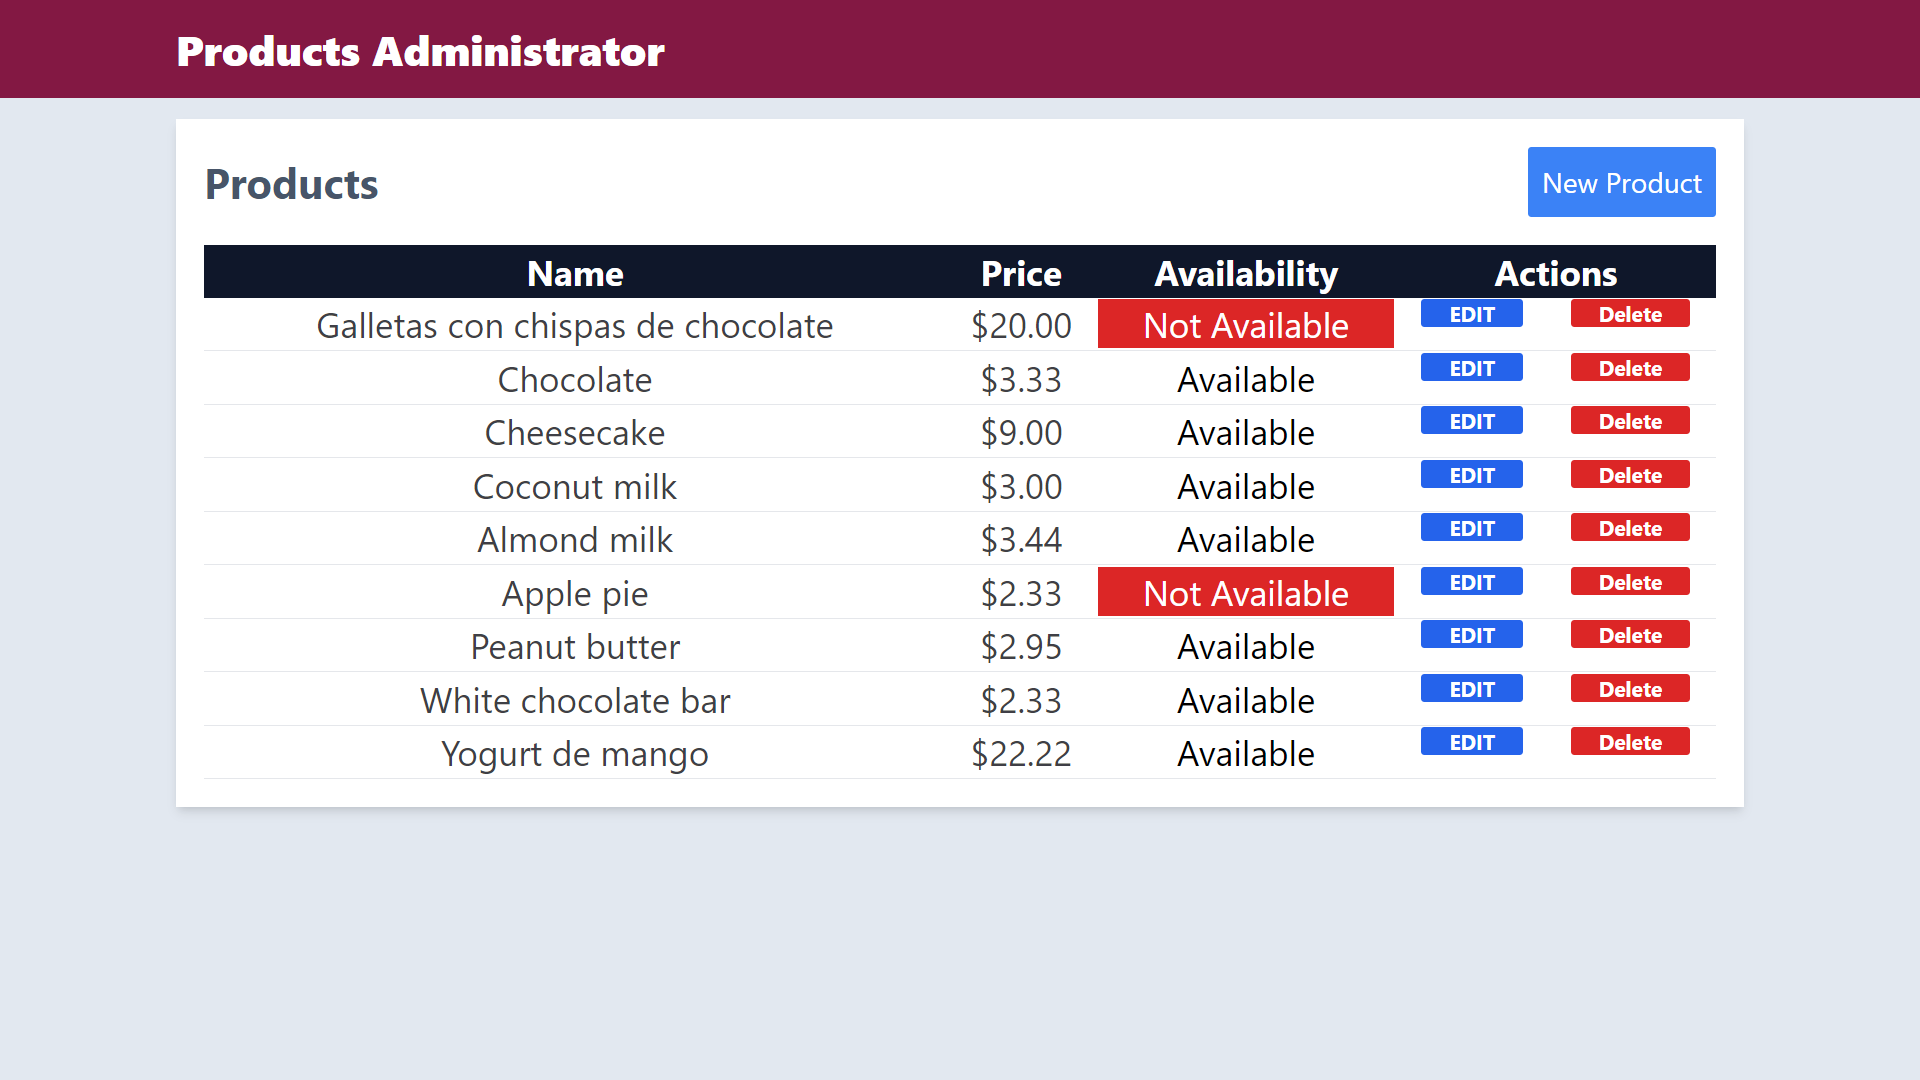 Products Administrator
Products
New Product
Name Price Availability Actions
Galletas con chispas de chocolate $20.00 Not Available EDIT Delete
Chocolate $3.33 Available EDIT Delete
Cheesecake $9.00 Available EDIT Delete
Coconut milk $3.00 Available EDIT Delete
Almond milk $3.44 Available EDIT Delete
Apple pie $2.33 Not Available EDIT Delete
Peanut butter $2.95 Available EDIT Delete
White chocolate bar $2.33 Available EDIT Delete
Yogurt de mango $22.22 Available EDIT Delete